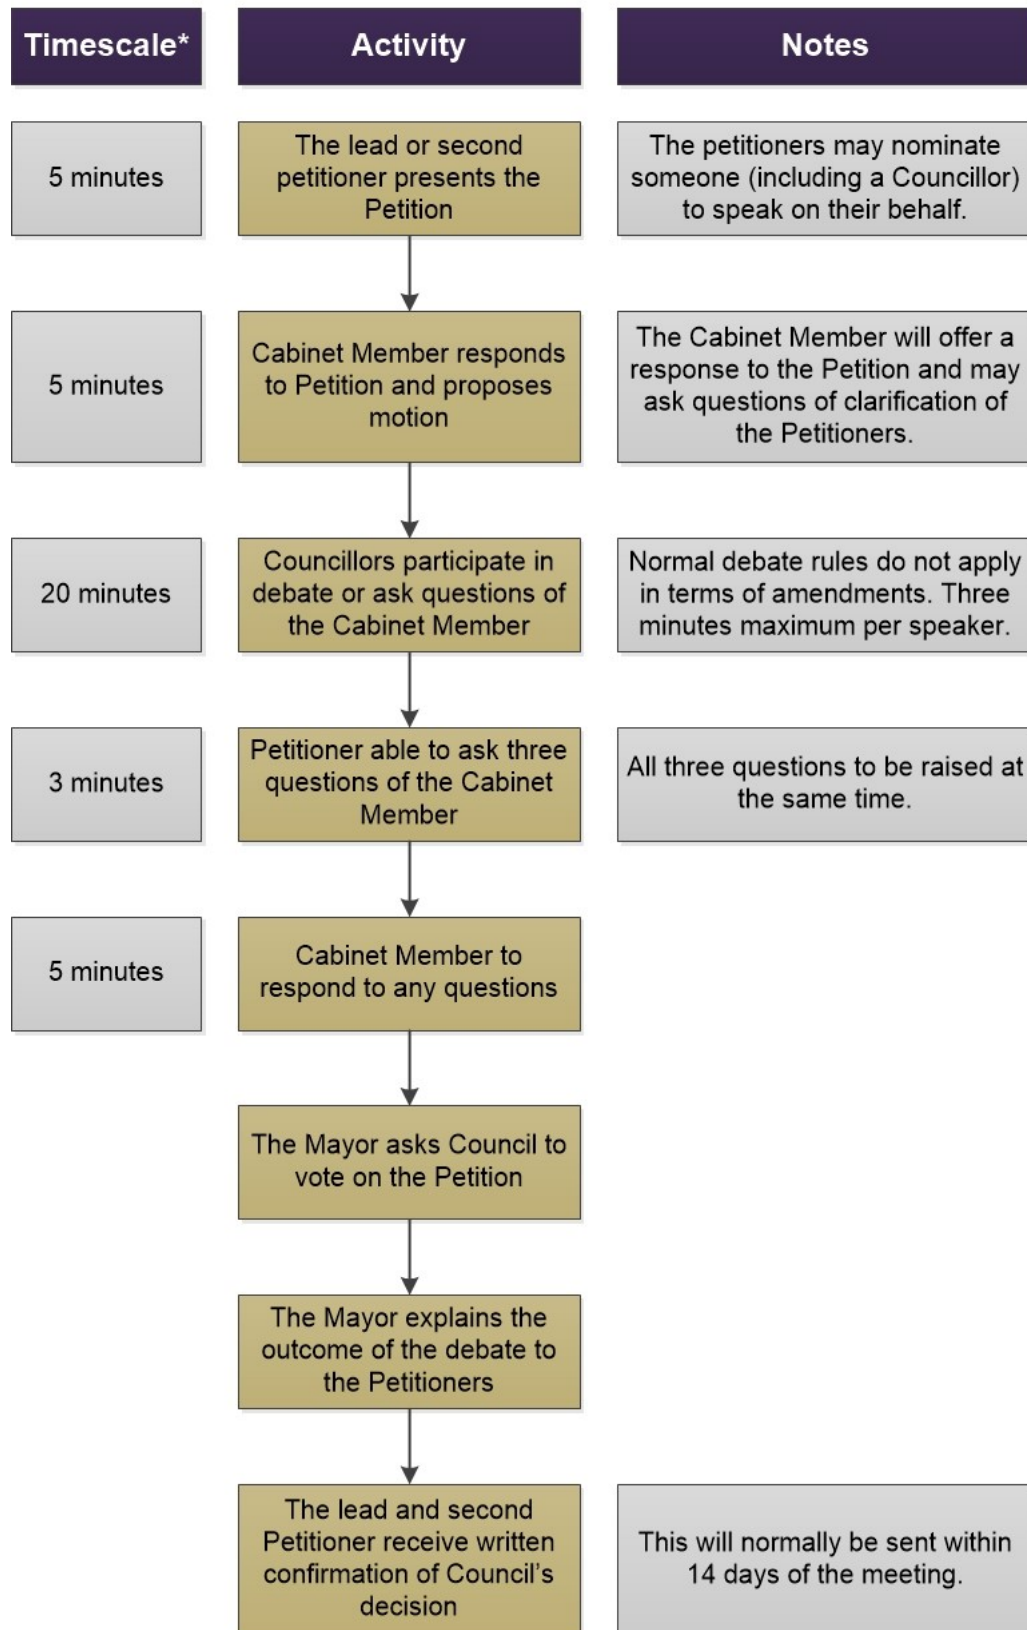 Timescale*
Activity
Notes
5 minutes
The lead or second
petitioner presents the
Petition
The petitioners may nominate
someone (including a Councillor)
to speak on their behalf.
5 minutes
Cabinet Member responds
to Petition and proposes
motion
The Cabinet Member will offer a
response to the Petition and may
ask questions of clarification of
the Petitioners.
20 minutes
Councillors participate in
debate or ask questions of
the Cabinet Member
Normal debate rules do not apply
in terms of amendments. Three
minutes maximum per speaker.
3 minutes
Petitioner able to ask three
questions of the Cabinet
Member
All three questions to be raised at
the same time.
5 minutes
Cabinet Member to
respond to any questions
The Mayor asks Council to
vote on the Petition
The Mayor explains the
outcome of the debate to
the Petitioners
The lead and second
Petitioner receive written
confirmation of Council’s
decision
This will normally be sent within
14 days of the meeting.